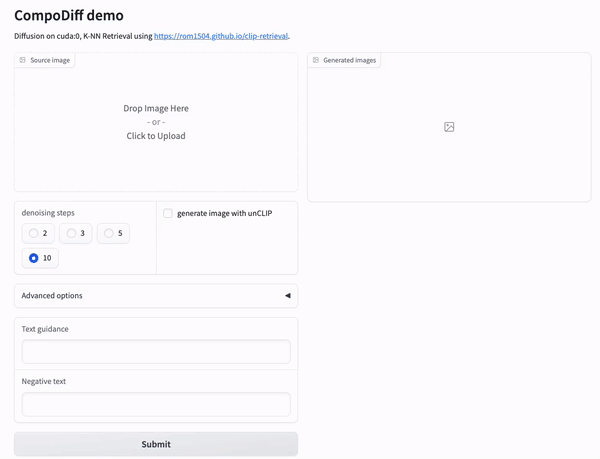 CompoDiff demo
Diffusion on cuda:0, K-NN Retrieval using https://rom1504.github.io/clip-retrieval.
Source image
Generated images
Drop Image Here
- or -
Click to Upload
denoising steps
generate image with unCLIP
2
3
5
10
Advanced options
Text guidance
Negative text
Submit